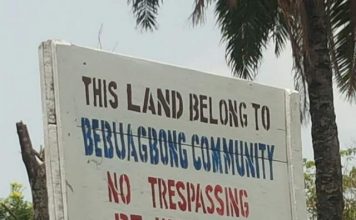 THIS LAND BELONG TO
BEBUAGBONG COMMUNITY
NO TRESPASSING